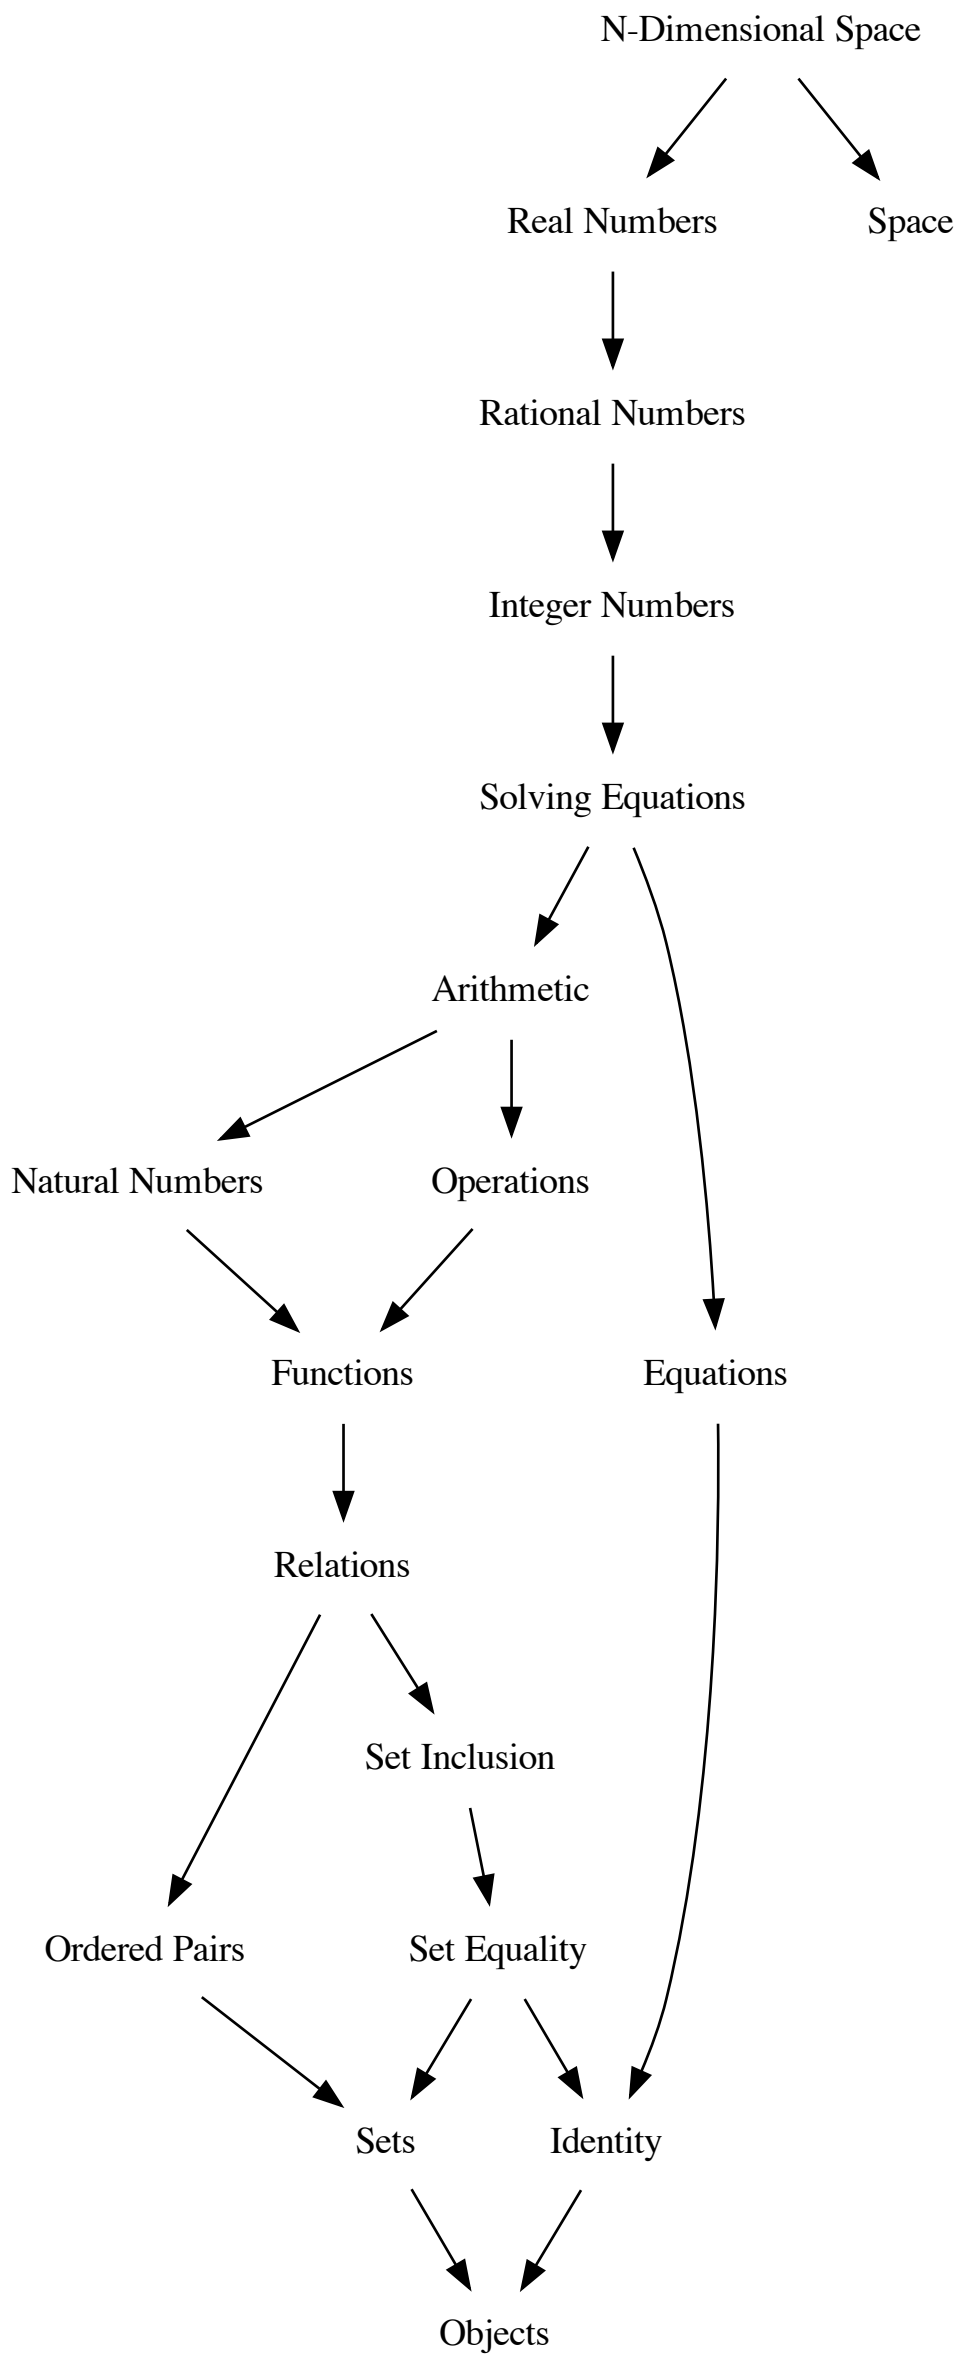 N-Dimensional Space
Real Numbers
Space
Rational Numbers
Integer Numbers
Solving Equations
Arithmetic
Natural Numbers
Operations
Functions
Equations
Relations
Set Inclusion
Ordered Pairs
Set Equality
Sets
Identity
Objects